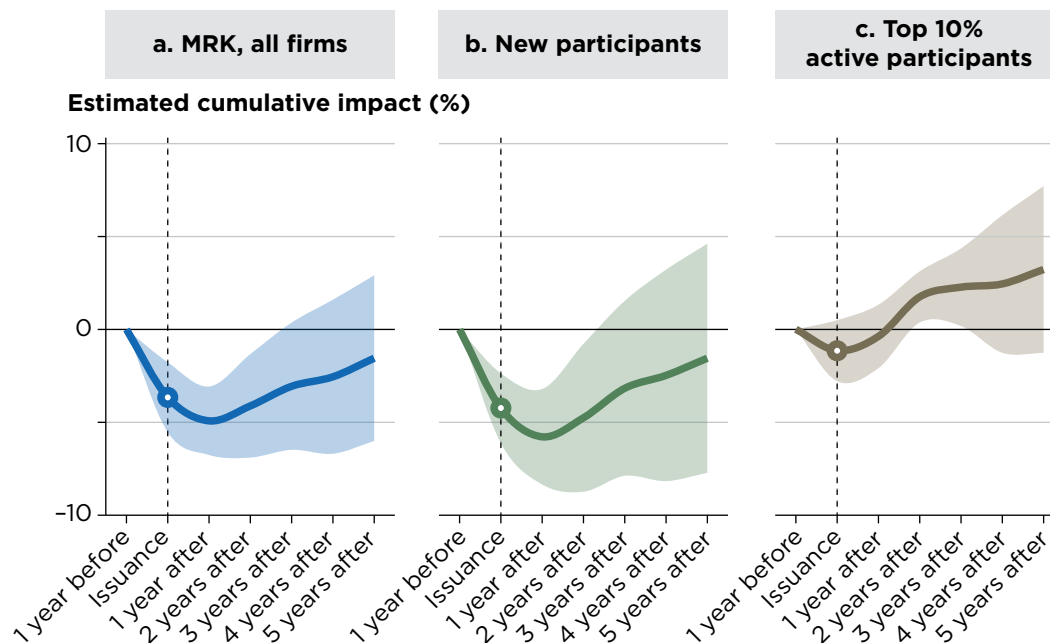 a. MRK, all firms
b. New participants
c. Top 10%
active participants
Estimated cumulative impact (%)
10
0
–10
1 year before
Issuance
1 year after
2 years after
3 years after
4 years after
5 years after
1 year before
Issuance
1 year after
2 years after
3 years after
4 years after
5 years after
1 year before
Issuance
1 year after
2 years after
3 years after
4 years after
5 years after